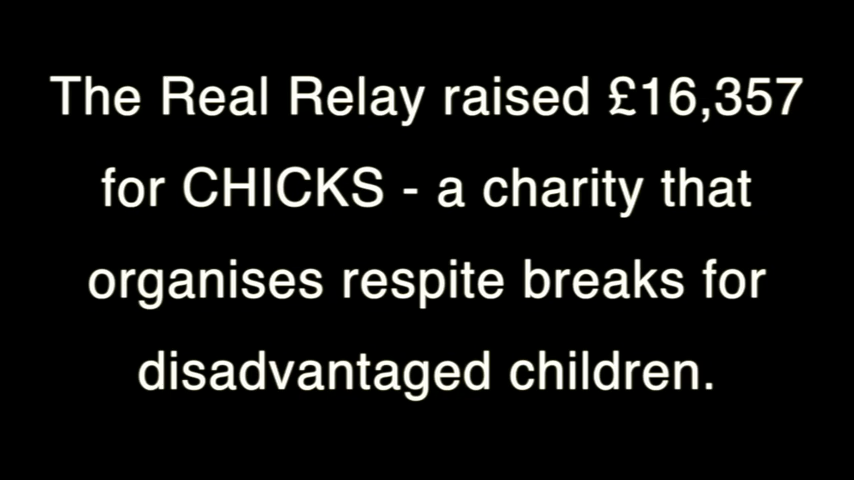 The Real Relay raised £16,357
for CHICKS - a charity that
organises respite breaks for
disadvantaged children.